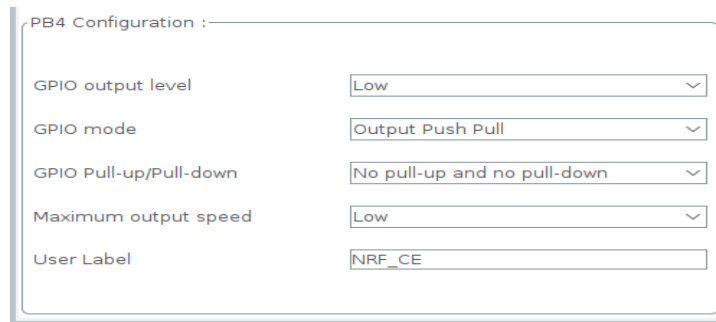 PB4 Configuration :
GPIO output level Low
GPIO mode Output Push Pull
GPIO Pull-up/Pull-down No pull-up and no pull-down
Maximum output speed Low
User Label NRF_CE